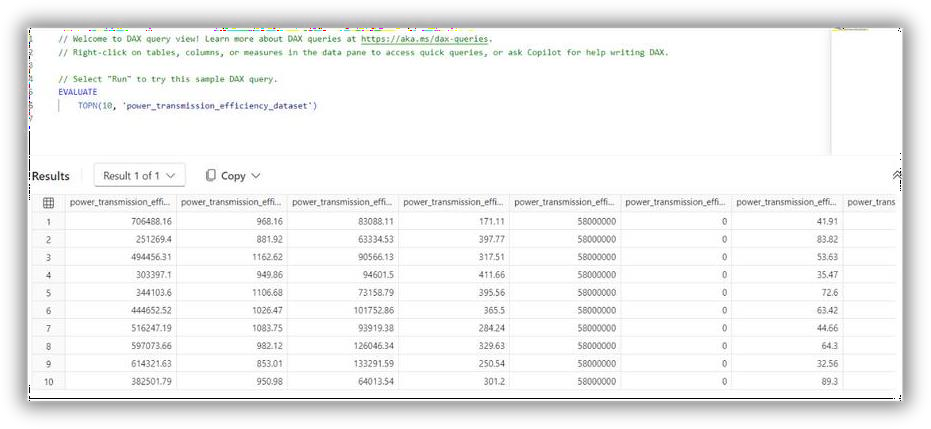 // Welcome to DAX query view! Learn more about DAX queries at https://aka.ms/dax-queries.
// Right-click on tables, columns, or measures in the data pane to access quick queries, or ask Copilot for help writing DAX.
// Select "Run" to try this sample DAX query.
EVALUATE
TOPN(10, 'power_transmission_efficiency_dataset')
Results Result 1 of 1 Copy
power_transmission_effi... power_transmission_effi... power_transmission_effi... power_transmission_effi... power_transmission_effi... power_transmission_effi... power_transmission_effi... power_trans
1 706488.16 968.16 83088.11 171.11 58000000 0 41.91
2 251269.4 881.92 63334.53 397.77 58000000 0 83.82
3 494456.31 1162.62 90566.13 317.51 58000000 0 53.63
4 303397.1 949.86 94601.5 411.66 58000000 0 35.47
5 344103.6 1106.68 73158.79 395.56 58000000 0 72.6
6 444652.52 1026.47 101752.86 365.5 58000000 0 63.42
7 516247.19 1083.75 93919.38 284.24 58000000 0 44.66
8 597073.66 982.12 126046.34 329.63 58000000 0 64.3
9 614321.63 853.01 133291.59 250.54 58000000 0 32.56
10 382501.79 950.98 64013.54 301.2 58000000 0 89.3